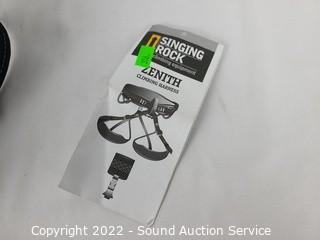 SINGING
ROCK
climbing equipment
ZENITH
CLIMBING HARNESS
Copyright 2022 - Sound Auction Service